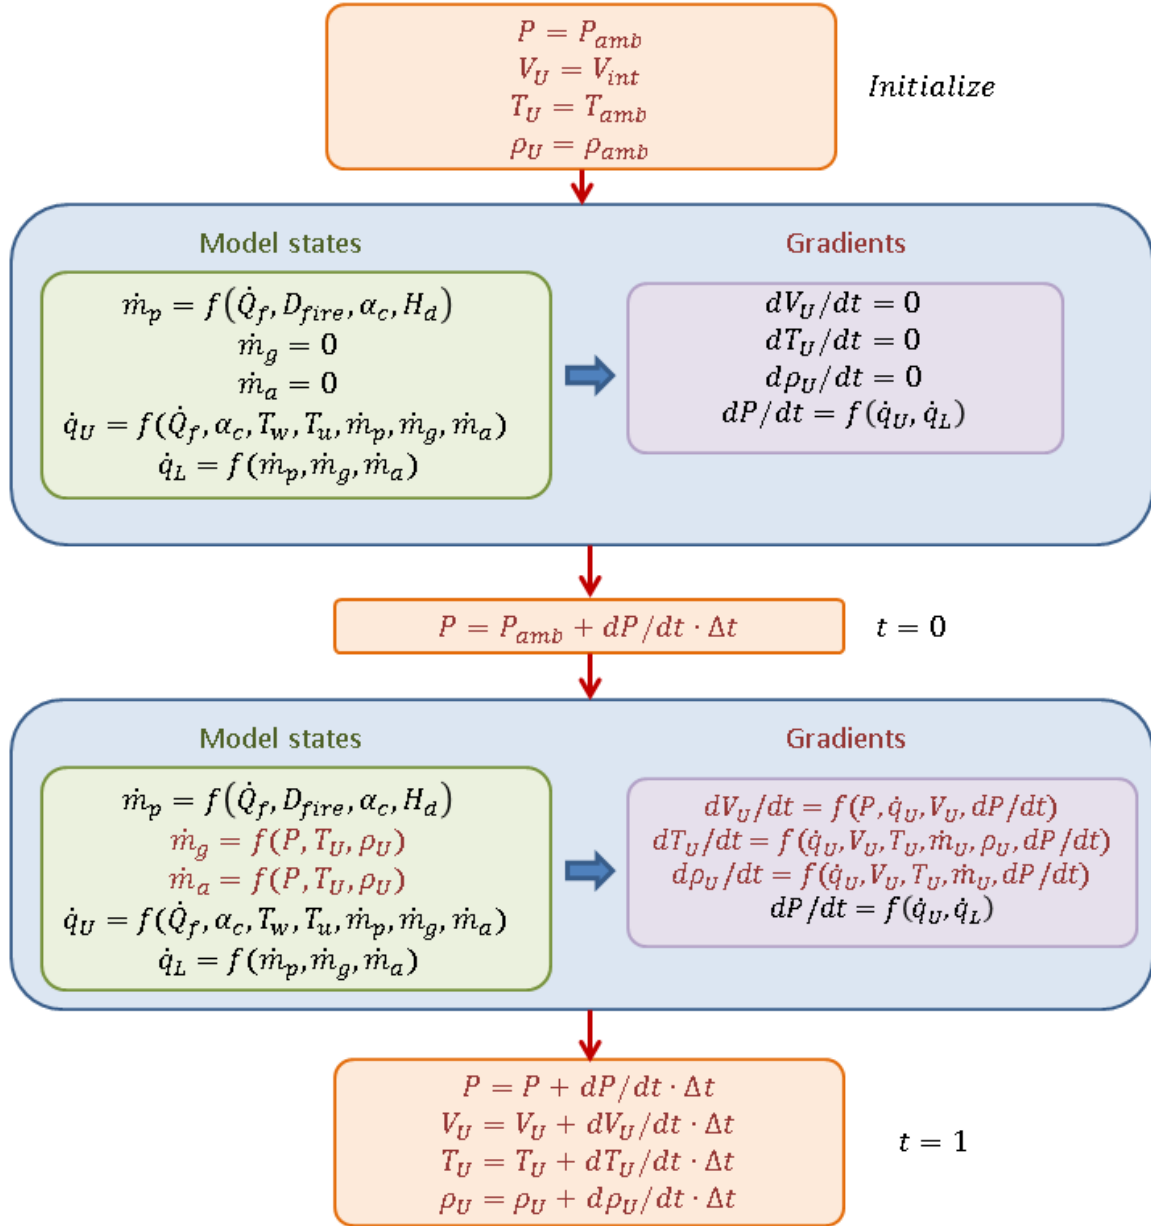 P = P_amb
V_U = V_int
T_U = T_amb
ρ_U = ρ_amb
Initialize
Model states
Gradients
ṁ_p = f(Q̇_f, D_fire, α_c, H_d)
ṁ_g = 0
ṁ_a = 0
q̇_U = f(Q̇_f, α_c, T_w, T_u, ṁ_p, ṁ_g, ṁ_a)
q̇_L = f(ṁ_p, ṁ_g, ṁ_a)
dV_U/dt = 0
dT_U/dt = 0
dρ_U/dt = 0
dP/dt = f(q̇_U, q̇_L)
P = P_amb + dP/dt · Δt
t = 0
Model states
Gradients
ṁ_p = f(Q̇_f, D_fire, α_c, H_d)
ṁ_g = f(P, T_U, ρ_U)
ṁ_a = f(P, T_U, ρ_U)
q̇_U = f(Q̇_f, α_c, T_w, T_u, ṁ_p, ṁ_g, ṁ_a)
q̇_L = f(ṁ_p, ṁ_g, ṁ_a)
dV_U/dt = f(P, q̇_U, V_U, dP/dt)
dT_U/dt = f(q̇_U, V_U, T_U, ṁ_U, ρ_U, dP/dt)
dρ_U/dt = f(q̇_U, V_U, T_U, ṁ_U, dP/dt)
dP/dt = f(q̇_U, q̇_L)
P = P + dP/dt · Δt
V_U = V_U + dV_U/dt · Δt
T_U = T_U + dT_U/dt · Δt
ρ_U = ρ_U + dρ_U/dt · Δt
t = 1